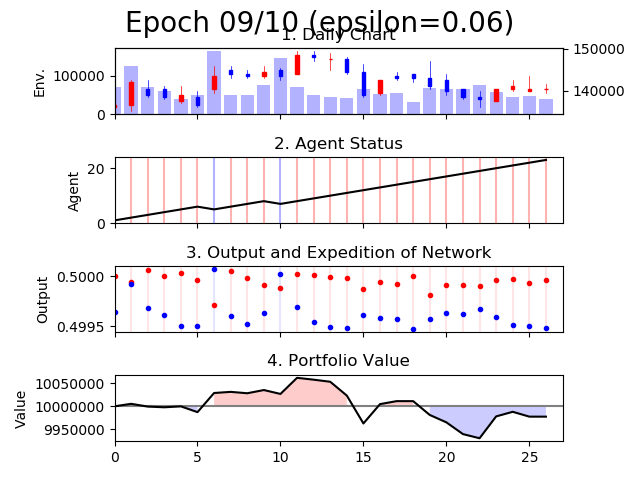 Epoch 09/10 (epsilon=0.06)
1. Daily Chart
Env.
100000
0
150000
140000
2. Agent Status
Agent
20
0
3. Output and Expedition of Network
Output
0.5000
0.4995
4. Portfolio Value
Value
10050000
10000000
9950000
0 5 10 15 20 25